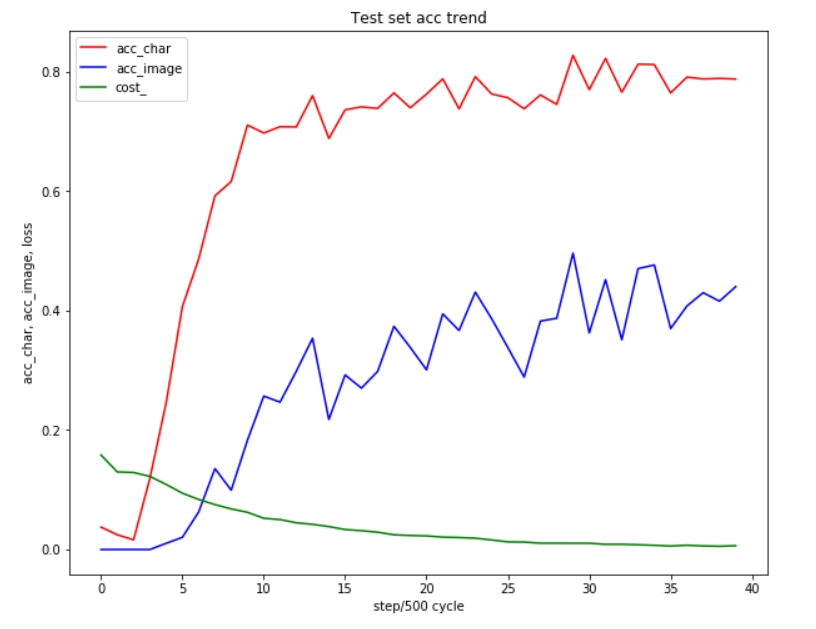 Test set acc trend
acc_char
acc_image
cost_
0.8
0.6
0.4
0.2
0.0
acc_char, acc_image, loss
0 5 10 15 20 25 30 35 40
step/500 cycle